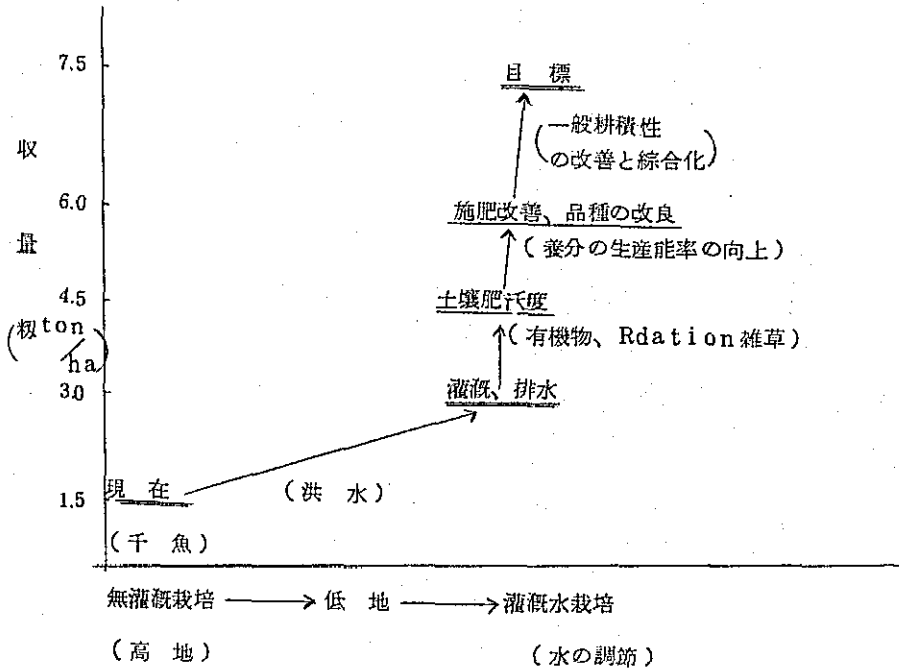 7.5
目標
収
(一般耕積性
の改善と綜合化)
6.0
施肥改善、品種の改良
量
(養分の生産能率の向上)
4.5
土壌肥沃度
(籾ton/ha)
(有機物、Rdation雑草)
3.0
灌漑、排水
1.5
現在
(洪水)
(千魚)
無灌漑栽培 → 低地 → 灌漑水栽培
(高地)
(水の調節)